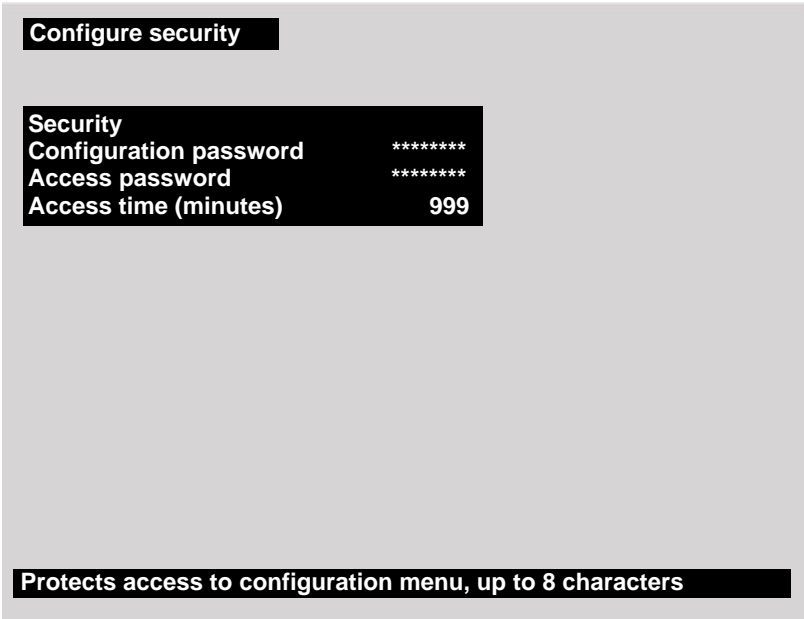 Configure security
Security
Configuration password ********
Access password ********
Access time (minutes) 999
Protects access to configuration menu, up to 8 characters